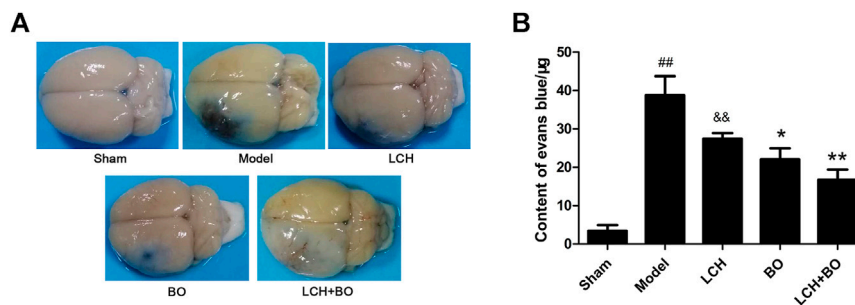 A
Sham
Model
LCH
BO
LCH+BO
B
Content of evans blue/µg
50
40
30
20
10
0
##
&&
*
**
Sham
Model
LCH
BO
LCH+BO